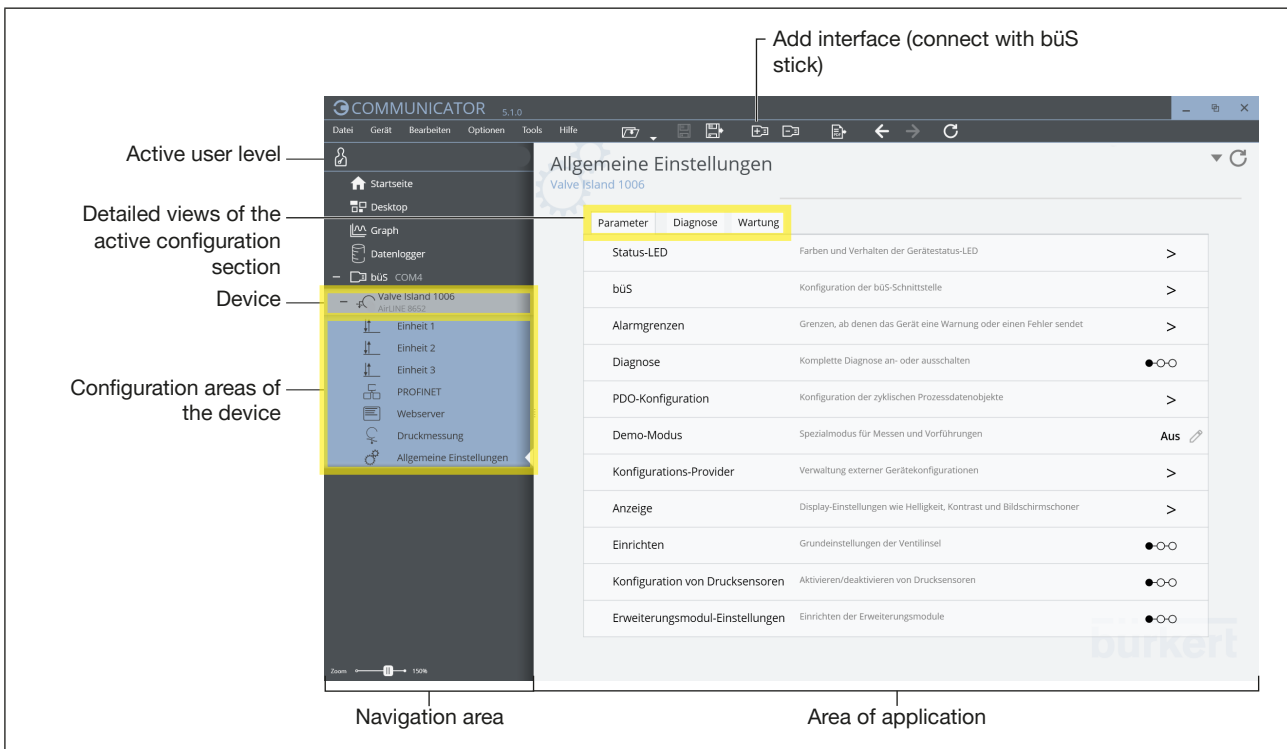 Add interface (connect with büS
stick)
COMMUNICATOR 5.1.0
Datei Gerät Bearbeiten Optionen Tools Hilfe
Active user level
Allgemeine Einstellungen
Valve Island 1006
Startseite
Desktop
Graph
Datenlogger
büS COM4
Detailed views of the
active configuration
section
Device
Valve Island 1006
AirLINE 8652
Einheit 1
Einheit 2
Einheit 3
PROFINET
Webserver
Druckmessung
Allgemeine Einstellungen
Configuration areas of
the device
Parameter Diagnose Wartung
Status-LED Farben und Verhalten der Gerätestatus-LED >
büS Konfiguration der büS-Schnittstelle >
Alarmgrenzen Grenzen, ab denen das Gerät eine Warnung oder einen Fehler sendet >
Diagnose Komplette Diagnose an- oder ausschalten
PDO-Konfiguration Konfiguration der zyklischen Prozessdatenobjekte >
Demo-Modus Spezialmodus für Messen und Vorführungen Aus
Konfigurations-Provider Verwaltung externer Gerätekonfigurationen >
Anzeige Display-Einstellungen wie Helligkeit, Kontrast und Bildschirmschoner >
Einrichten Grundeinstellungen der Ventilinsel
Konfiguration von Drucksensoren Aktivieren/deaktivieren von Drucksensoren
Erweiterungsmodul-Einstellungen Einrichten der Erweiterungsmodule
burkert
Zoom 150%
Navigation area
Area of application